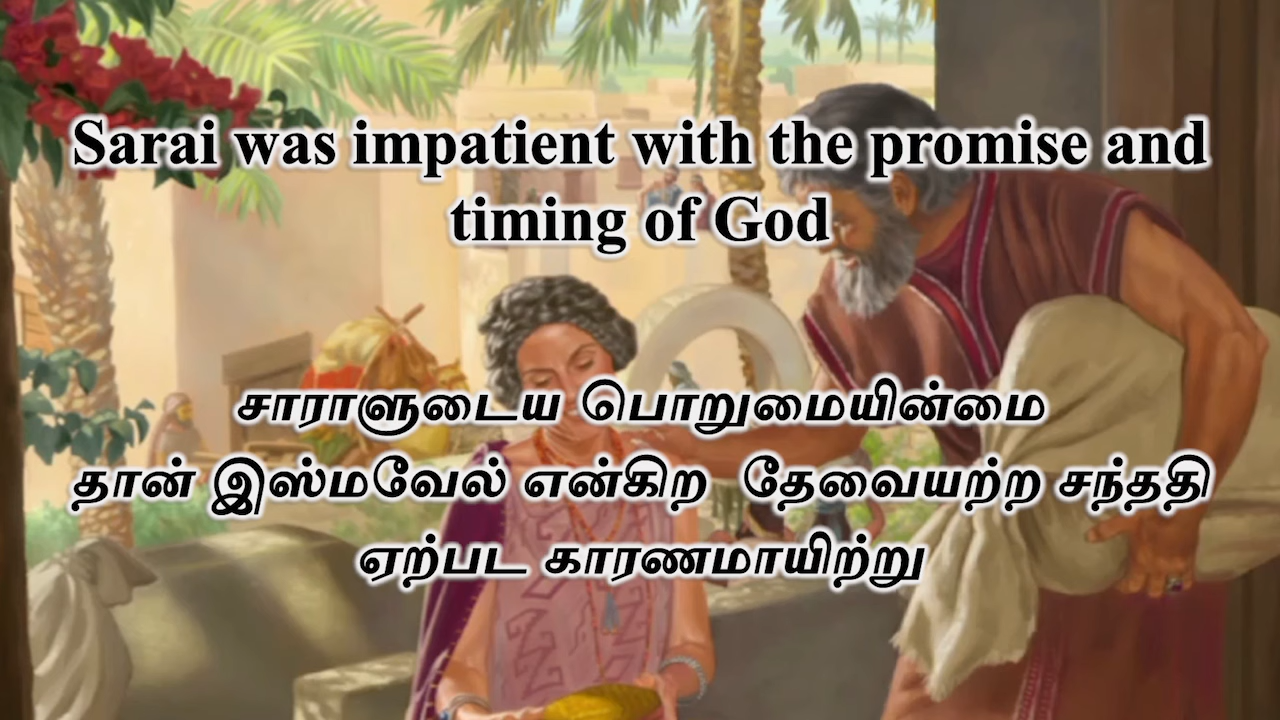 Sarai was impatient with the promise and
timing of God
சாராளுடைய பொறுமையின்மை
தான் இஸ்மவேல் என்கிற தேவையற்ற சந்ததி
ஏற்பட காரணமாயிற்று